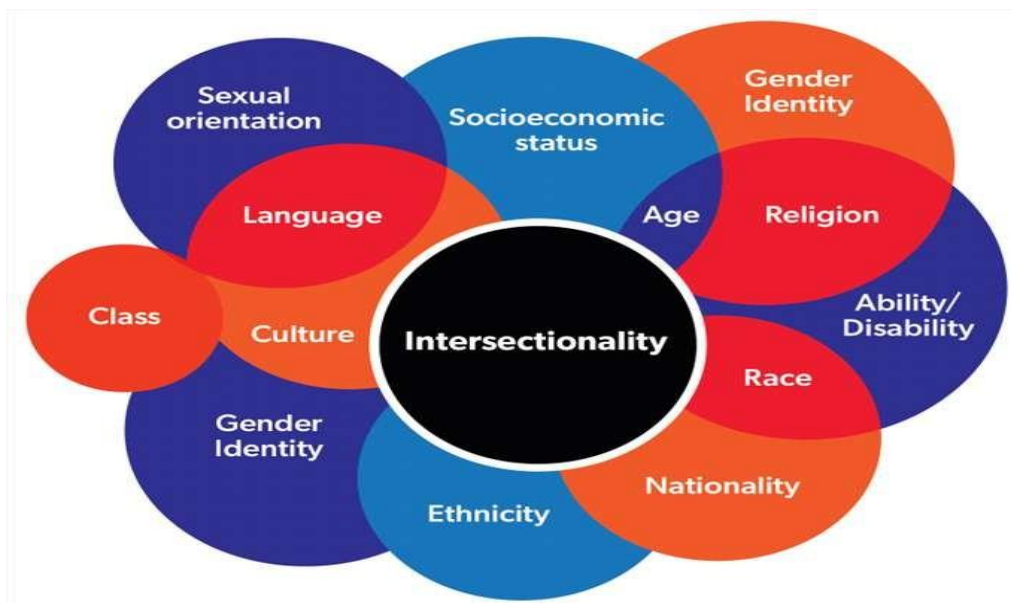 Sexual
orientation
Socioeconomic
status
Gender
Identity
Language
Age
Religion
Class
Culture
Intersectionality
Ability/
Disability
Race
Gender
Identity
Ethnicity
Nationality